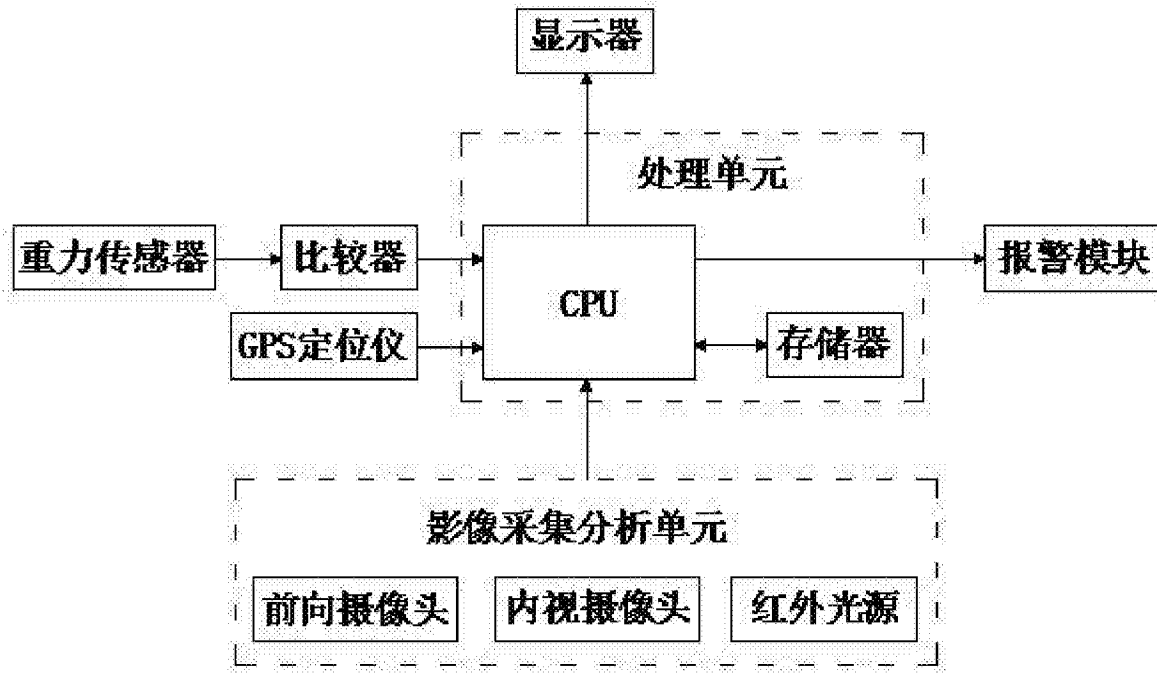 显示器
处理单元
重力传感器
比较器
CPU
报警模块
GPS定位仪
存储器
影像采集分析单元
前向摄像头
内视摄像头
红外光源